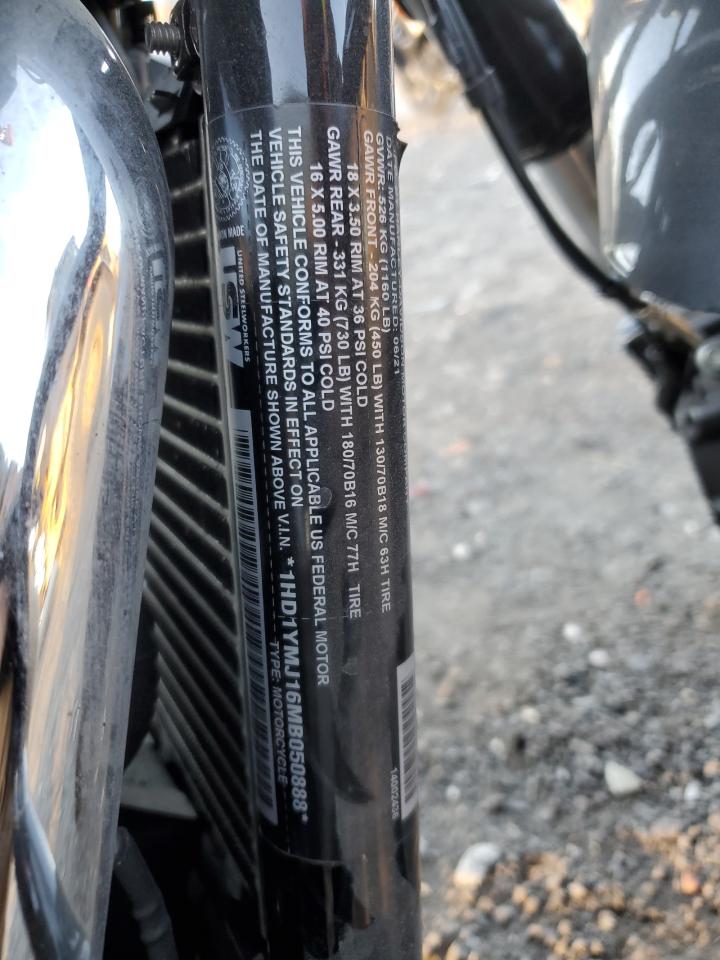 DATE MANUFACTURED: 06/21
GVWR: 526 KG (1160 LB)
GAWR FRONT - 204 KG (450 LB) WITH 130/70B18 M/C 63H TIRE
18 X 3.50 RIM AT 36 PSI COLD
GAWR REAR - 331 KG (730 LB) WITH 180/70B16 M/C 77H TIRE
16 X 5.00 RIM AT 40 PSI COLD
THIS VEHICLE CONFORMS TO ALL APPLICABLE US FEDERAL MOTOR
VEHICLE SAFETY STANDARDS IN EFFECT ON
THE DATE OF MANUFACTURE SHOWN ABOVE V.I.N. *1HD1YMJ16MB050888*
TYPE: MOTORCYCLE
MADE
UNITED STEELWORKERS